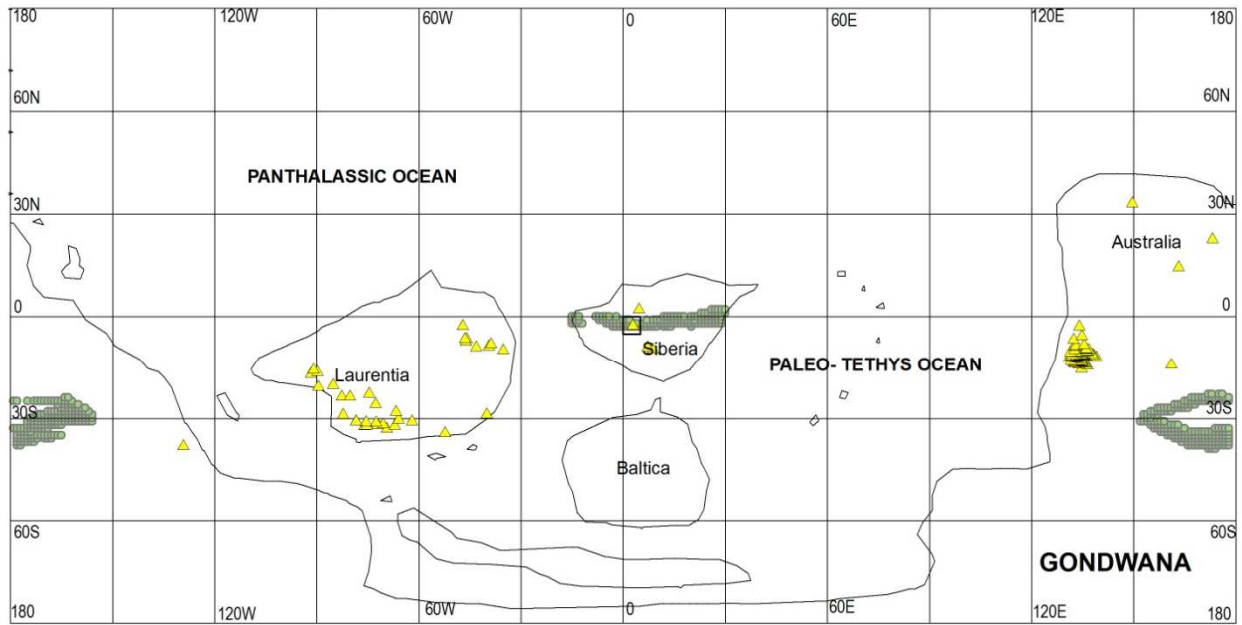 180 120W 60W 0 60E 120E 180
60N 60N
PANTHALASSIC OCEAN
30N 30N
Australia
0 0
Siberia
PALEO- TETHYS OCEAN
Laurentia
30S 30S
Baltica
60S 60S
GONDWANA
180 120W 60W 0 60E 120E 180